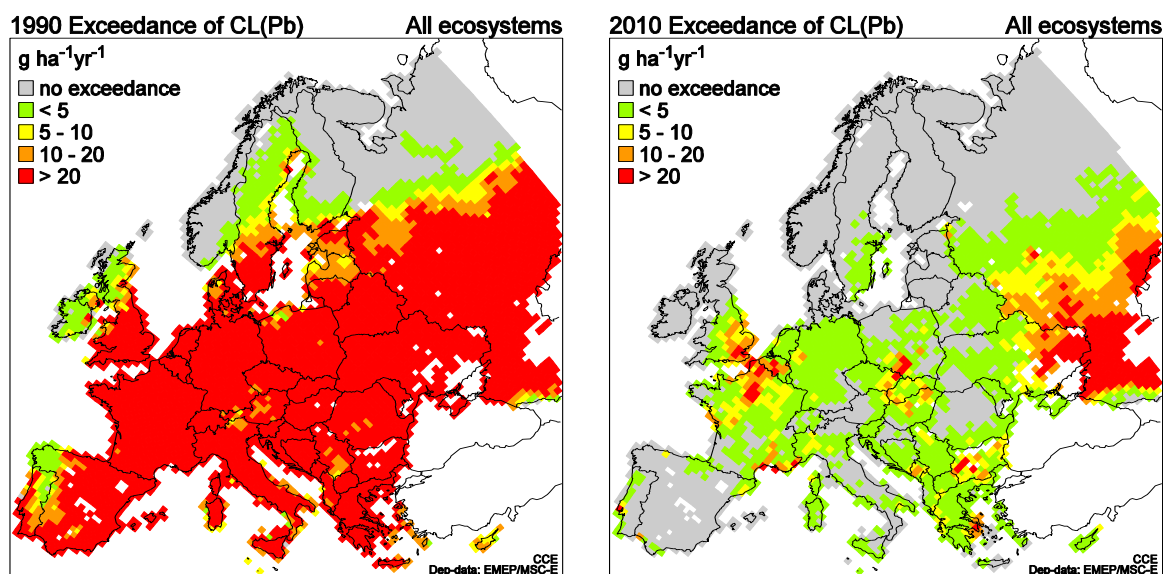 1990 Exceedance of CL(Pb) All ecosystems
g ha⁻¹yr⁻¹
no exceedance
< 5
5 - 10
10 - 20
> 20
CCE
Dep-data: EMEP/MSC-E
2010 Exceedance of CL(Pb) All ecosystems
g ha⁻¹yr⁻¹
no exceedance
< 5
5 - 10
10 - 20
> 20
CCE
Dep-data: EMEP/MSC-E